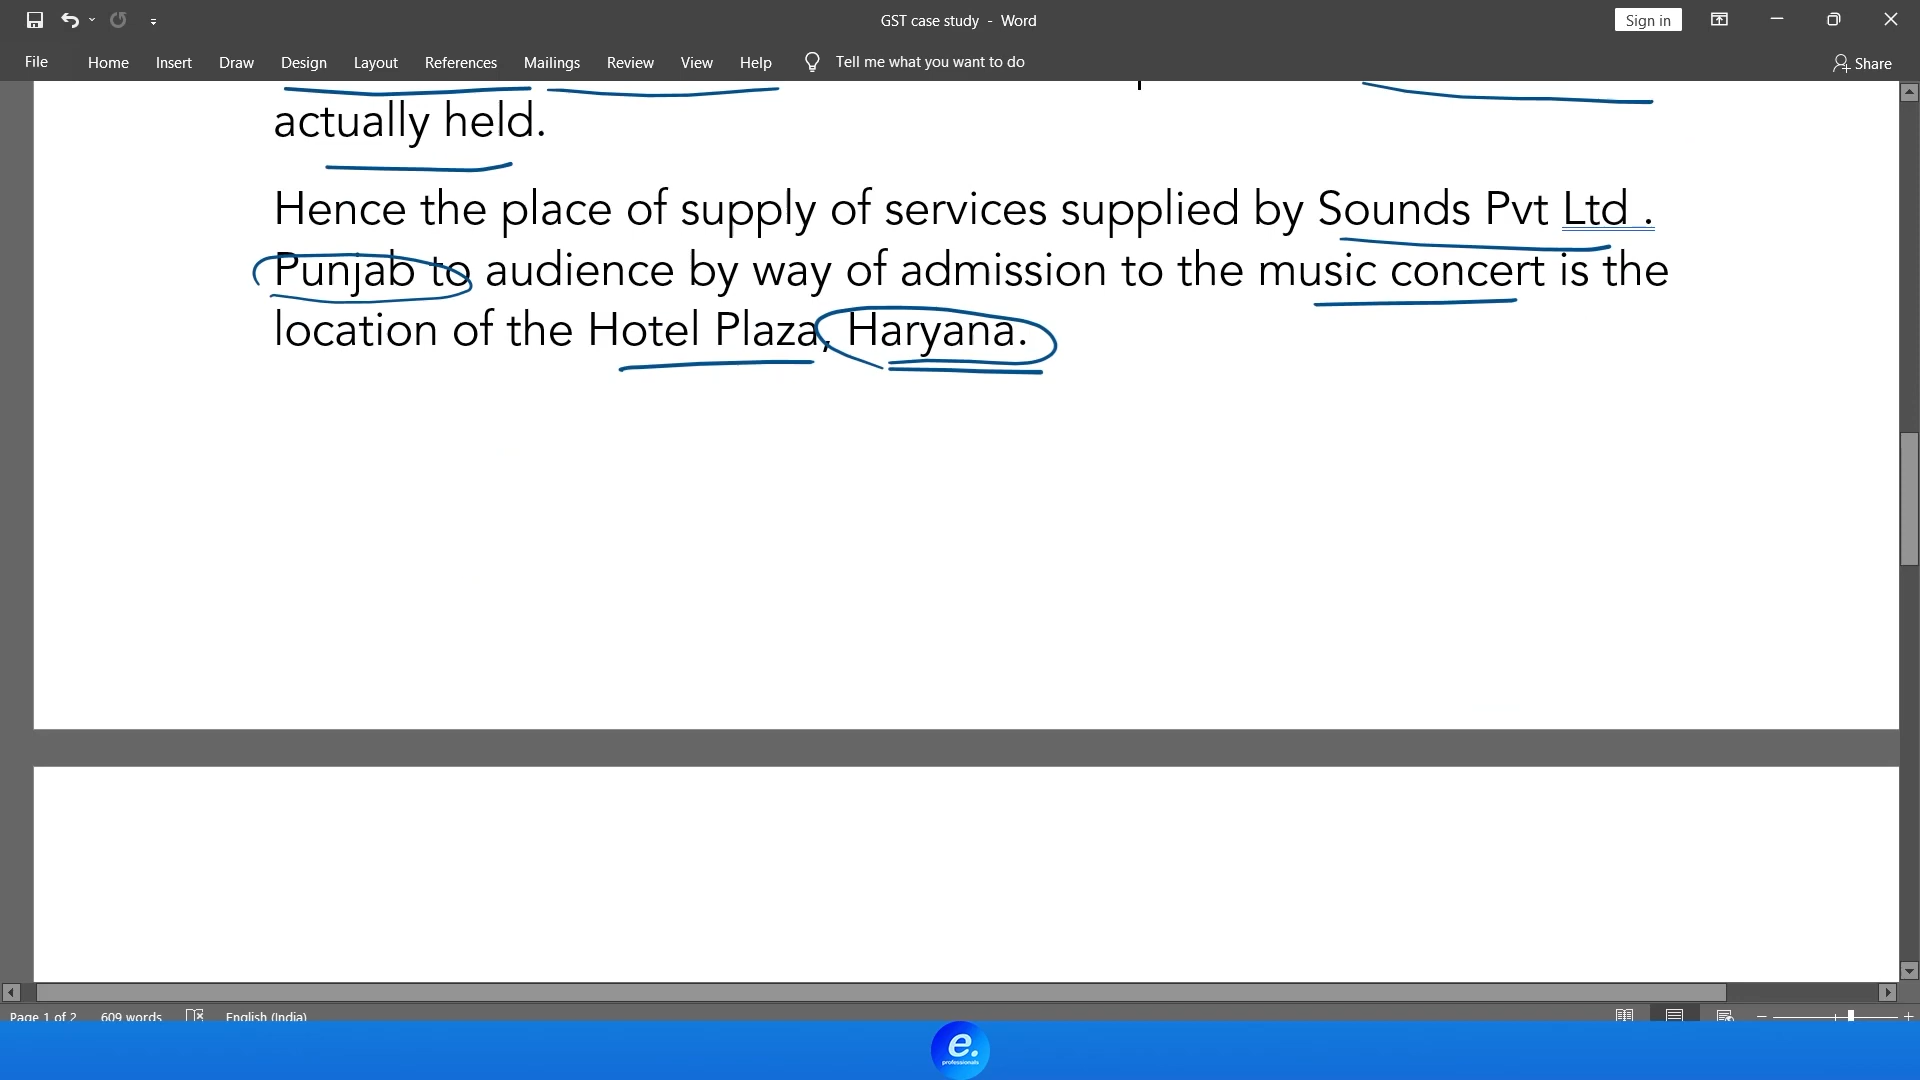 GST case study - Word
Sign in
File Home Insert Draw Design Layout References Mailings Review View Help Tell me what you want to do Share
actually held.
Hence the place of supply of services supplied by Sounds Pvt Ltd .
Punjab to audience by way of admission to the music concert is the
location of the Hotel Plaza, Haryana.
Page 1 of 2 609 words English (India)
e.
professionals